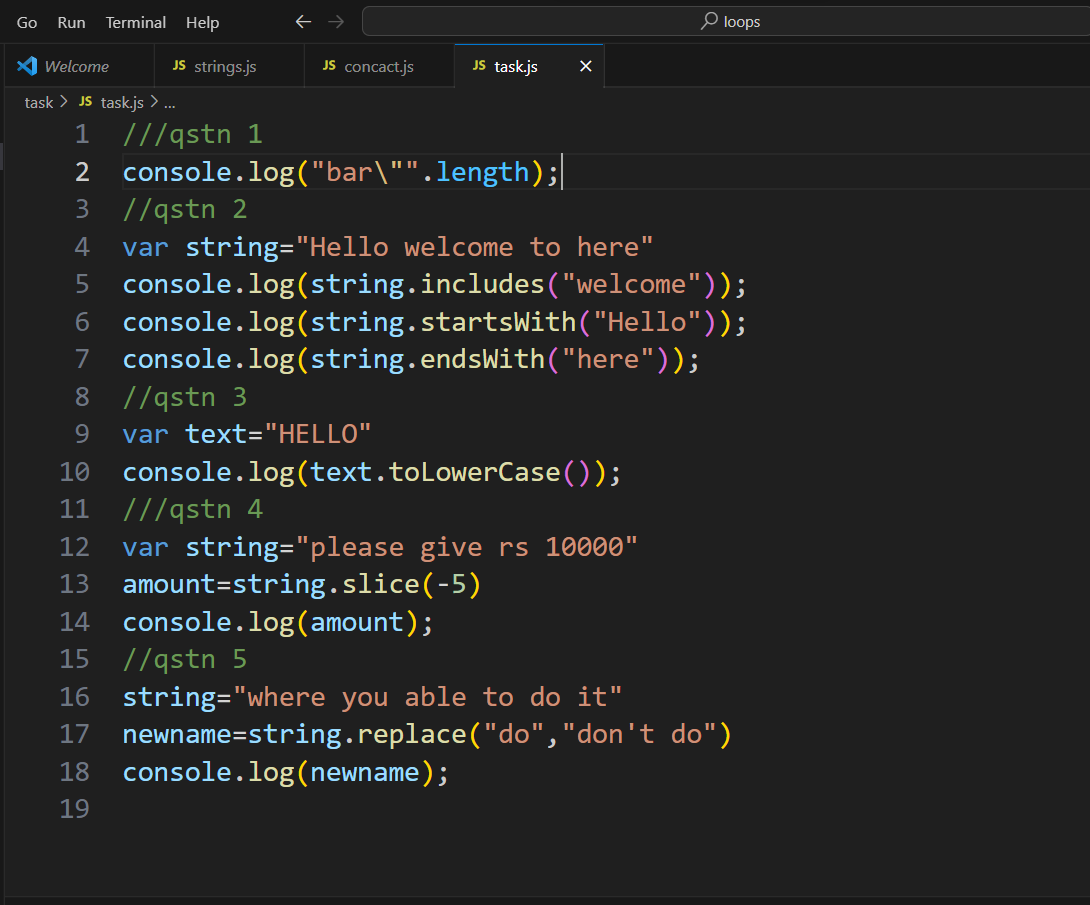 Go Run Terminal Help ← → loops
Welcome JS strings.js JS concact.js JS task.js ×
task > JS task.js > ...
1 ///qstn 1
2 console.log("bar\"".length);
3 //qstn 2
4 var string="Hello welcome to here"
5 console.log(string.includes("welcome"));
6 console.log(string.startsWith("Hello"));
7 console.log(string.endsWith("here"));
8 //qstn 3
9 var text="HELLO"
10 console.log(text.toLowerCase());
11 ///qstn 4
12 var string="please give rs 10000"
13 amount=string.slice(-5)
14 console.log(amount);
15 //qstn 5
16 string="where you able to do it"
17 newname=string.replace("do","don't do")
18 console.log(newname);
19